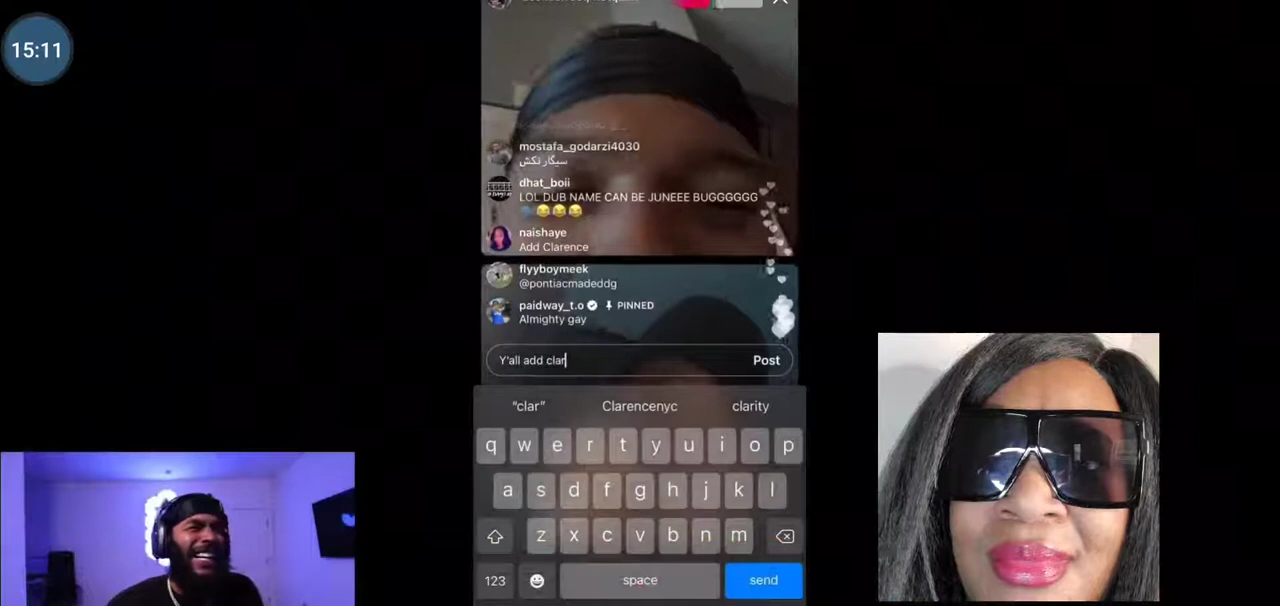 15:11
mostafa_godarzi4030
سیگار نکش
dhat_boii
LOL DUB NAME CAN BE JUNEEE BUGGGGGG
😂😂😂
naishaye
Add Clarence
flyyboymeek
@pontiacmadeddg
paidway_t.o PINNED
Almighty gay
Y'all add clar
Post
"clar" Clarencenyc clarity
q w e r t y u i o p
a s d f g h j k l
z x c v b n m
123 space send